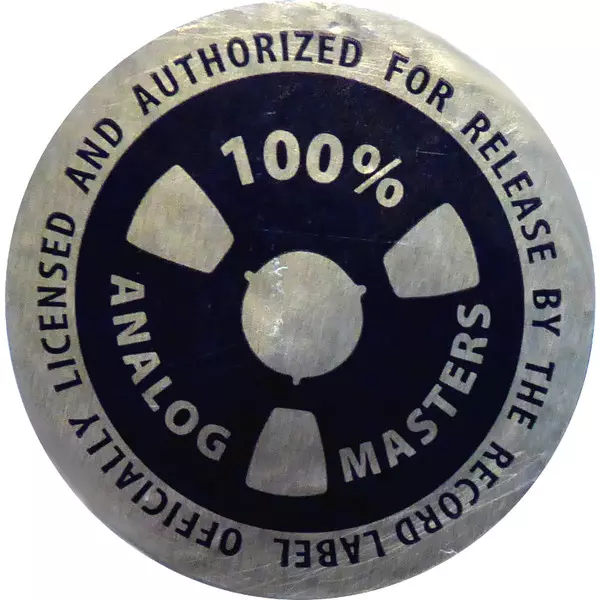 OFFICIALLY LICENSED AND AUTHORIZED FOR RELEASE BY THE RECORD LABEL
100%
ANALOG
MASTERS